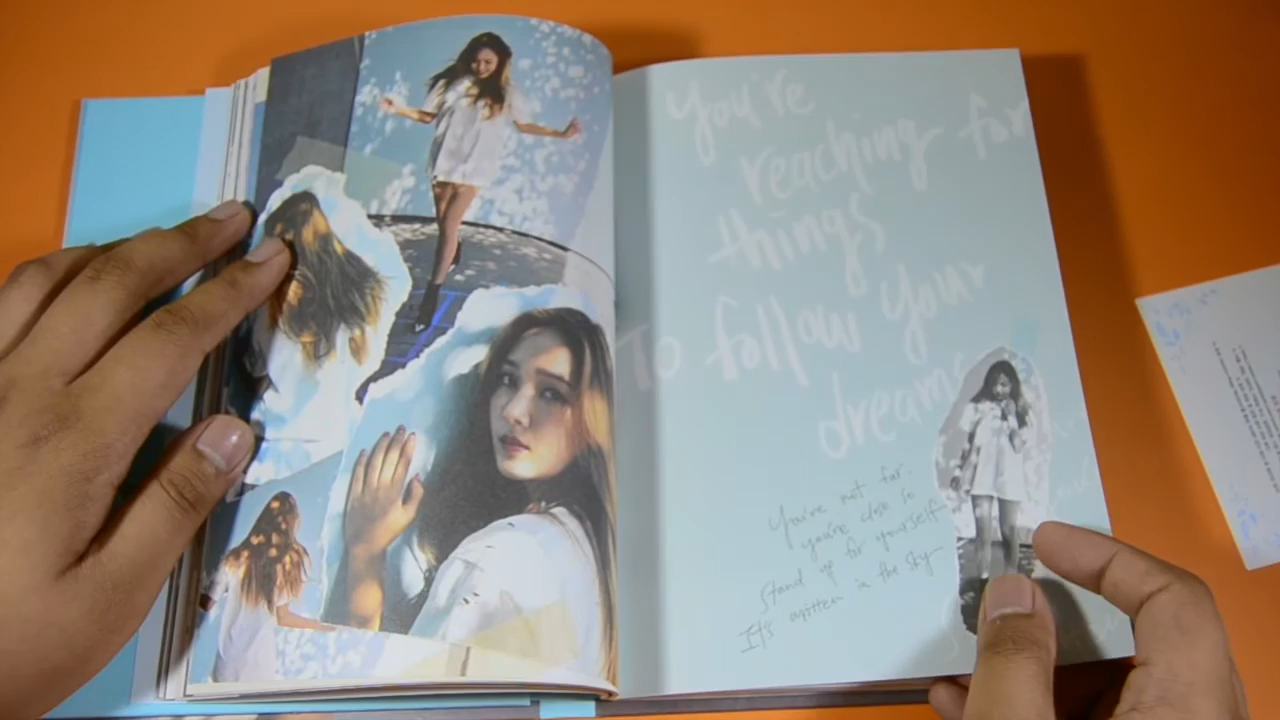 You're
reaching for
things
To follow your
dreams
You're not far.
you're close so
stand up for yourself
It's written in the sky